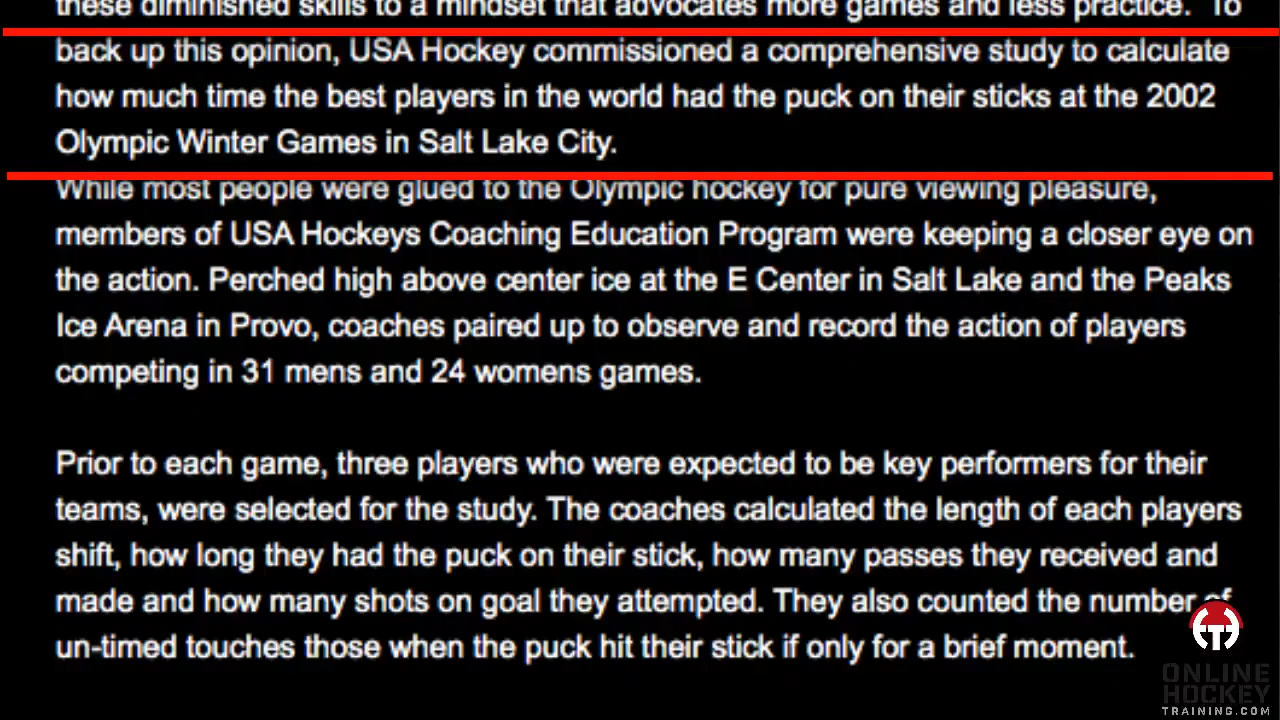 these diminished skills to a mindset that advocates more games and less practice. To
back up this opinion, USA Hockey commissioned a comprehensive study to calculate
how much time the best players in the world had the puck on their sticks at the 2002
Olympic Winter Games in Salt Lake City.
While most people were glued to the Olympic hockey for pure viewing pleasure,
members of USA Hockeys Coaching Education Program were keeping a closer eye on
the action. Perched high above center ice at the E Center in Salt Lake and the Peaks
Ice Arena in Provo, coaches paired up to observe and record the action of players
competing in 31 mens and 24 womens games.
Prior to each game, three players who were expected to be key performers for their
teams, were selected for the study. The coaches calculated the length of each players
shift, how long they had the puck on their stick, how many passes they received and
made and how many shots on goal they attempted. They also counted the number of
un-timed touches those when the puck hit their stick if only for a brief moment.
ONLINE
HOCKEY
TRAINING.COM